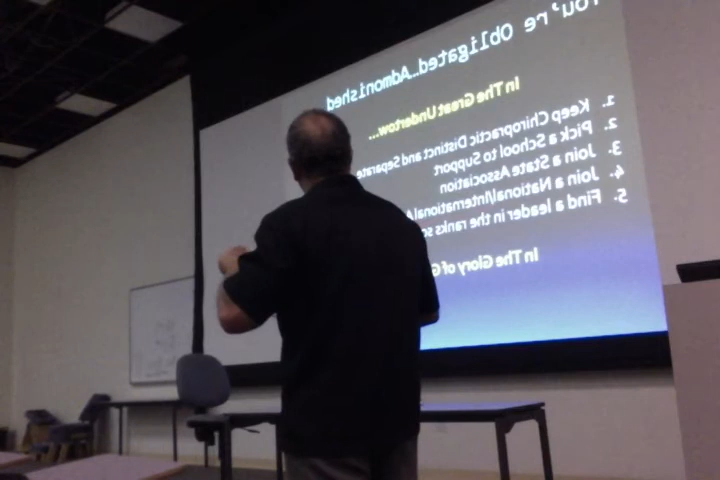 You're Obligated...Admonished
In The Great Undertow...
1. Keep Chiropractic Distinct and Separate
2. Pick a School to Support
3. Join a State Association
4. Join a National/International
5. Find a leader in the ranks
In The Glory of